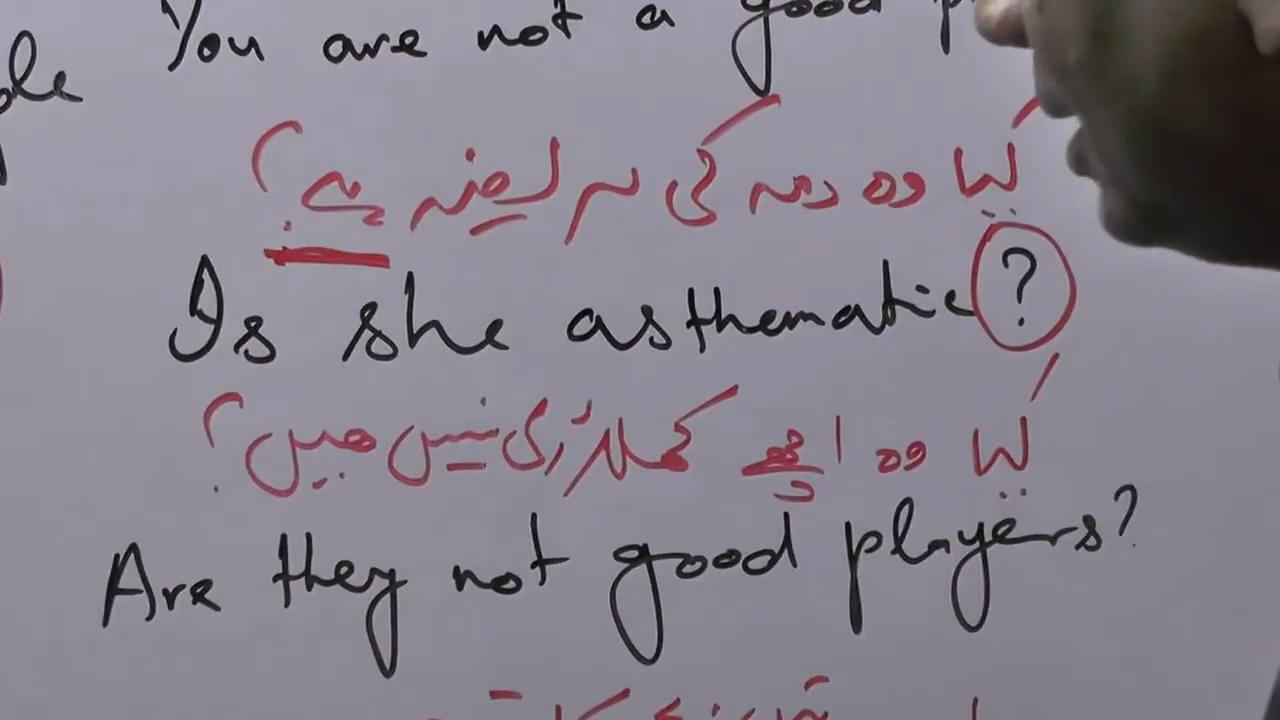 You are not a good
کیا وہ دمہ کی مریضہ ہے؟
Is she asthematic?
کیا وہ اچھے کھلاڑی نہیں ہیں؟
Are they not good players?